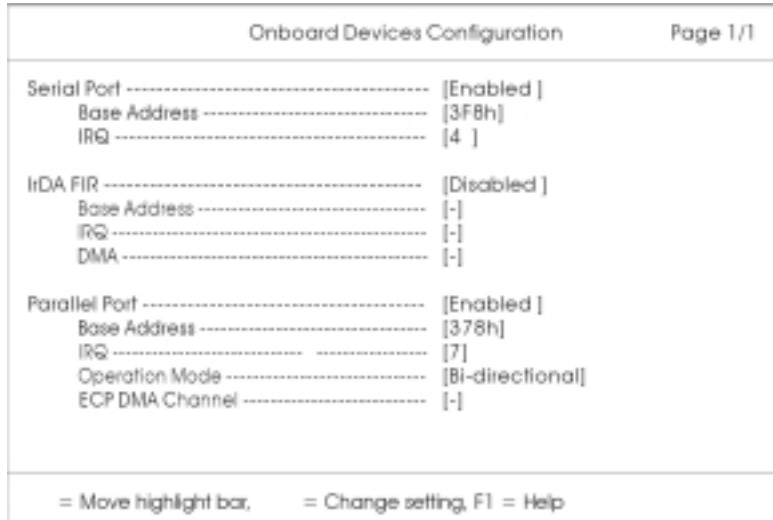 Onboard Devices Configuration Page 1/1
Serial Port -------------------------------------------- [Enabled ]
Base Address --------------------------------- [3F8h]
IRQ --------------------------------------------- [4 ]
IrDA FIR ---------------------------------------------- [Disabled ]
Base Address --------------------------------- [-]
IRQ --------------------------------------------- [-]
DMA -------------------------------------------- [-]
Parallel Port ----------------------------------------- [Enabled ]
Base Address --------------------------------- [378h]
IRQ --------------------------- ---------------- [7]
Operation Mode ----------------------------- [Bi-directional]
ECP DMA Channel -------------------------- [-]
= Move highlight bar, = Change setting, F1 = Help